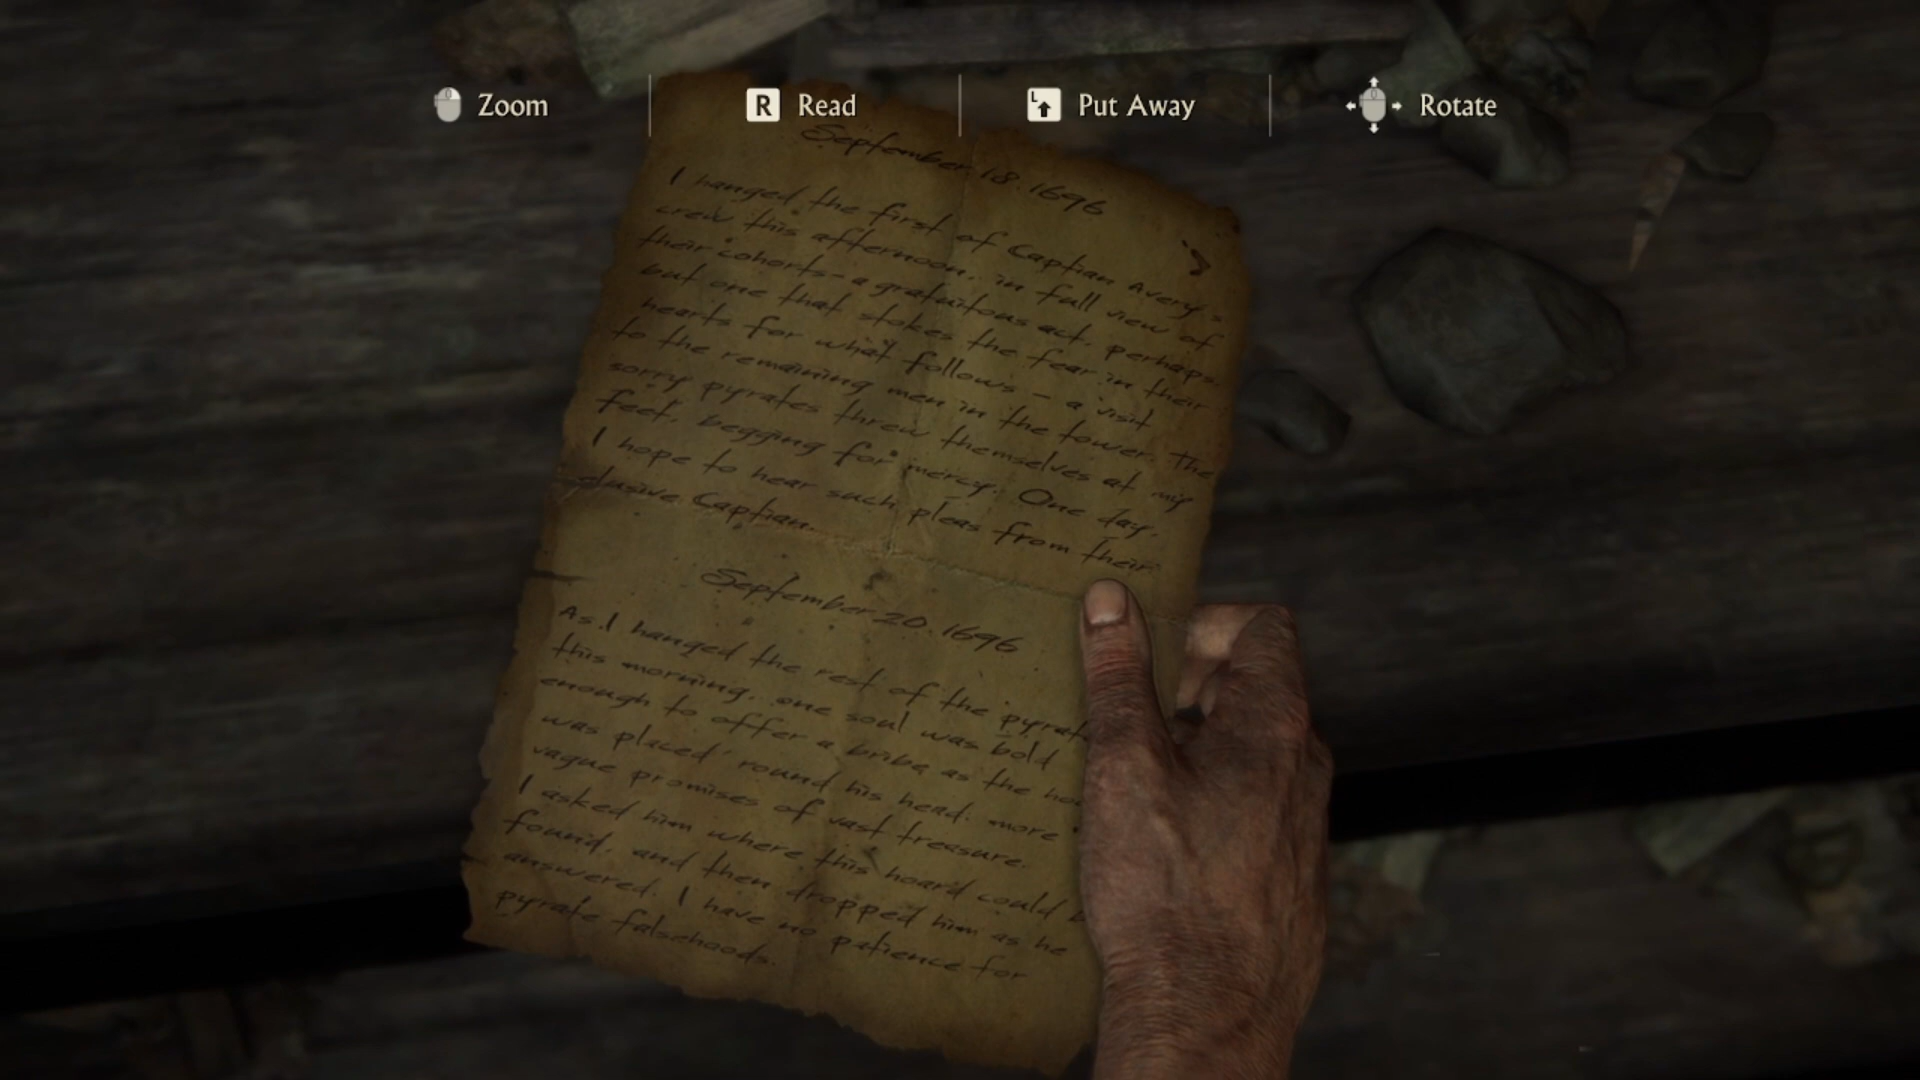 Zoom
R Read
L Put Away
Rotate
September 18, 1696
I hanged the first of Captian Avery's
crew this afternoon, in full view of
their cohorts - a gratuitous act, perhaps,
but one that stokes the fear in their
hearts for what follows - a visit
to the remaining men in the tower. The
sorry pyrates threw themselves at my
feet, begging for mercy. One day,
I hope to hear such pleas from their
elusive Captian.
September 20, 1696
As I hanged the rest of the
this morning, one soul was bold
enough to offer a bribe as the
was placed 'round his head: more
vague promises of vast treasure.
I asked him where this hoard could
found, and then dropped him as he
answered. I have no patience for
pyrate falsehoods.